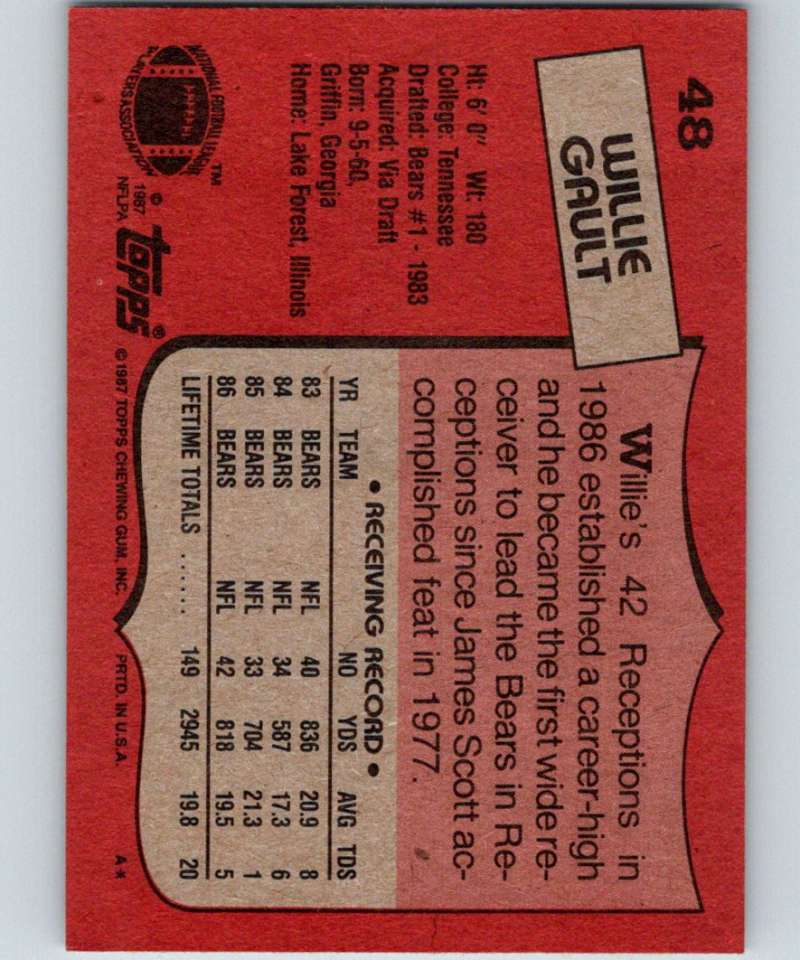 48
WILLIE
GAULT
Ht: 6' 0" Wt: 180
College: Tennessee
Drafted: Bears #1 - 1983
Acquired: Via Draft
Born: 9-5-60,
Griffin, Georgia
Home: Lake Forest, Illinois
NATIONAL FOOTBALL LEAGUE
PLAYERS ASSOCIATION
TM
©
1987
NFLPA
topps®
Willie's 42 Receptions in
1986 established a career-high
and he became the first wide re-
ceiver to lead the Bears in Re-
ceptions since James Scott ac-
complished feat in 1977.
• RECEIVING RECORD •
YR TEAM NO YDS AVG TDS
83 BEARS NFL 40 836 20.9 8
84 BEARS NFL 34 587 17.3 6
85 BEARS NFL 33 704 21.3 1
86 BEARS NFL 42 818 19.5 5
LIFETIME TOTALS ...... 149 2945 19.8 20
©1987 TOPPS CHEWING GUM, INC. PRTD. IN U.S.A. A-*